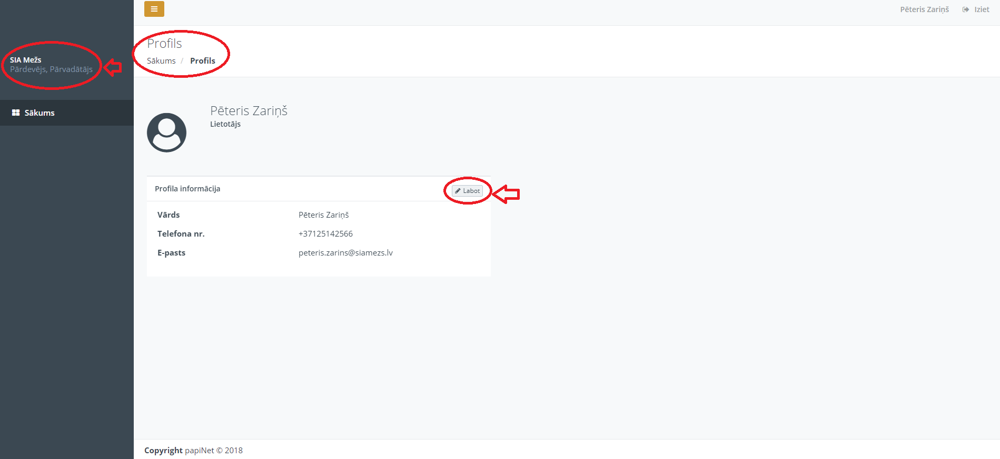 Pēteris Zariņš Iziet
Profils
Sākums / Profils
SIA Mežs
Pārdevējs, Pārvadātājs
Sākums
Pēteris Zariņš
Lietotājs
Profila informācija Labot
Vārds Pēteris Zariņš
Telefona nr. +37125142566
E-pasts peteris.zarins@siamezs.lv
Copyright papiNet © 2018